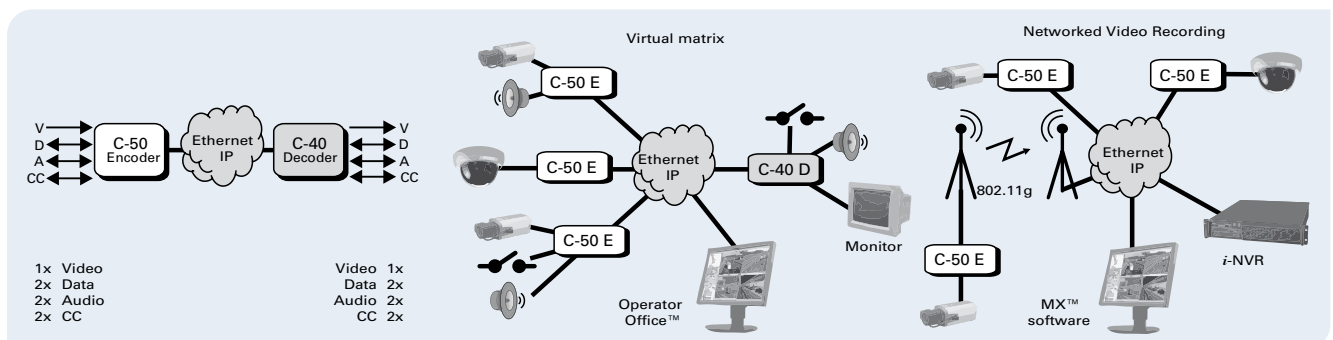 V
D
A
CC
C-50
Encoder
Ethernet
IP
C-40
Decoder
V
D
A
CC
1x Video
2x Data
2x Audio
2x CC
Video 1x
Data 2x
Audio 2x
CC 2x
Virtual matrix
C-50 E
C-50 E
C-50 E
Ethernet
IP
C-40 D
Monitor
Operator
Office™
Networked Video Recording
C-50 E
C-50 E
802.11g
Ethernet
IP
C-50 E
i-NVR
MX™
software